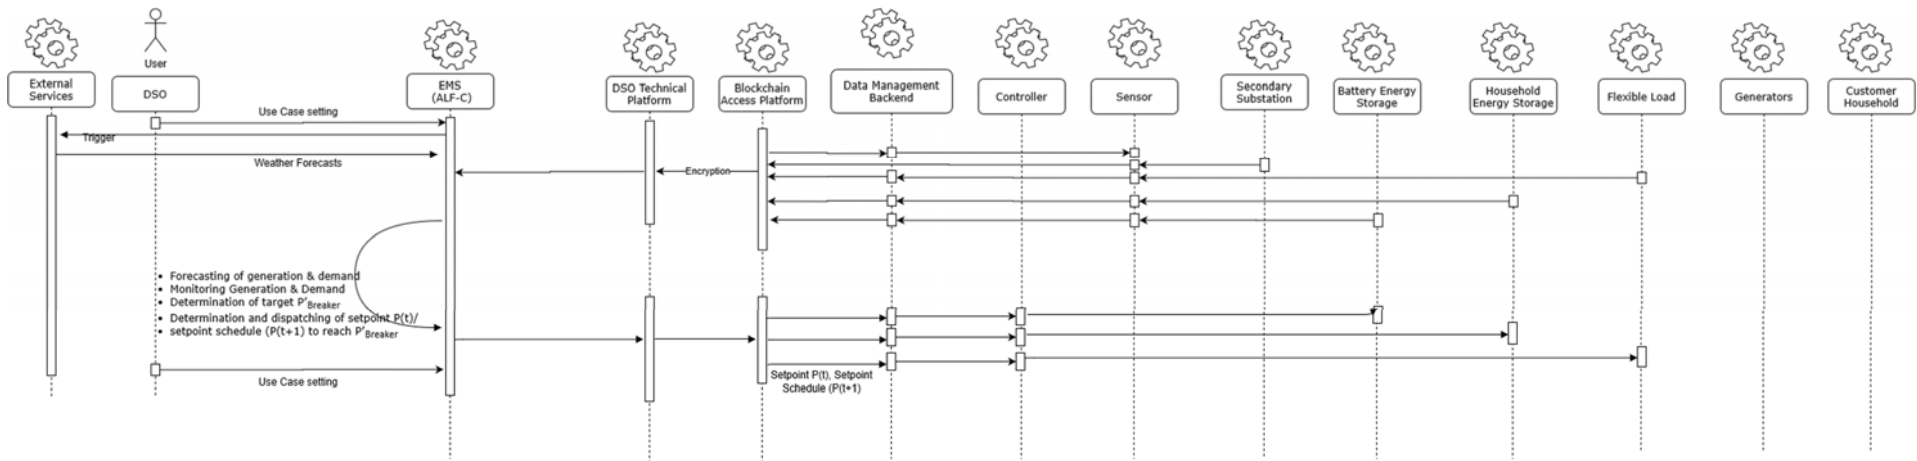 User
External
Services
DSO
EMS
(ALF-C)
DSO Technical
Platform
Blockchain
Access Platform
Data Management
Backend
Controller
Sensor
Secondary
Substation
Battery Energy
Storage
Household
Energy Storage
Flexible Load
Generators
Customer
Household
Use Case setting
Trigger
Weather Forecasts
Encryption
• Forecasting of generation & demand
• Monitoring Generation & Demand
• Determination of target P'Breaker
• Determination and dispatching of setpoint P(t)/
• setpoint schedule (P(t+1) to reach P'Breaker
Use Case setting
Setpoint P(t), Setpoint
Schedule (P(t+1)